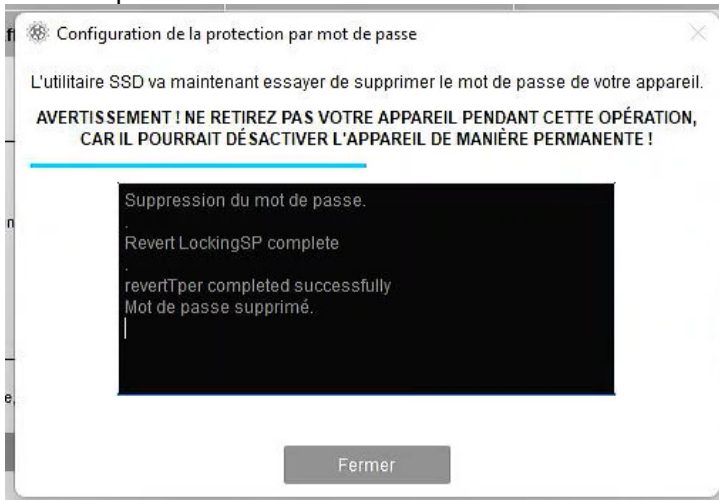 Configuration de la protection par mot de passe
L'utilitaire SSD va maintenant essayer de supprimer le mot de passe de votre appareil.
AVERTISSEMENT ! NE RETIREZ PAS VOTRE APPAREIL PENDANT CETTE OPÉRATION,
CAR IL POURRAIT DÉSACTIVER L'APPAREIL DE MANIÈRE PERMANENTE !
Suppression du mot de passe.
.
Revert LockingSP complete
.
revertTper completed successfully
Mot de passe supprimé.
Fermer